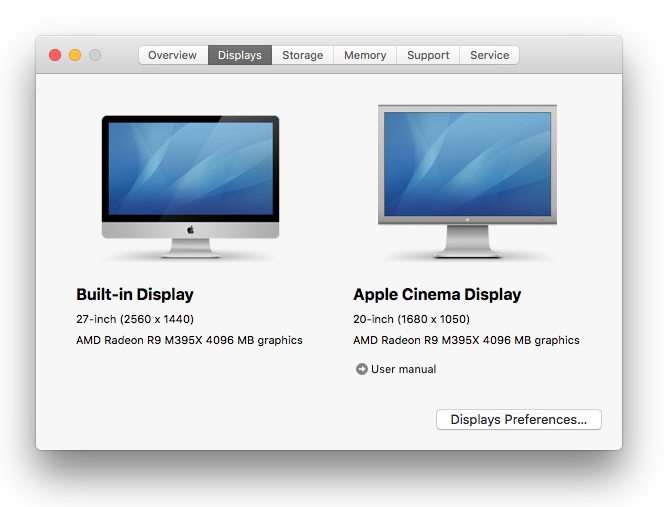 Overview Displays Storage Memory Support Service
Built-in Display
27-inch (2560 x 1440)
AMD Radeon R9 M395X 4096 MB graphics
Apple Cinema Display
20-inch (1680 x 1050)
AMD Radeon R9 M395X 4096 MB graphics
User manual
Displays Preferences...